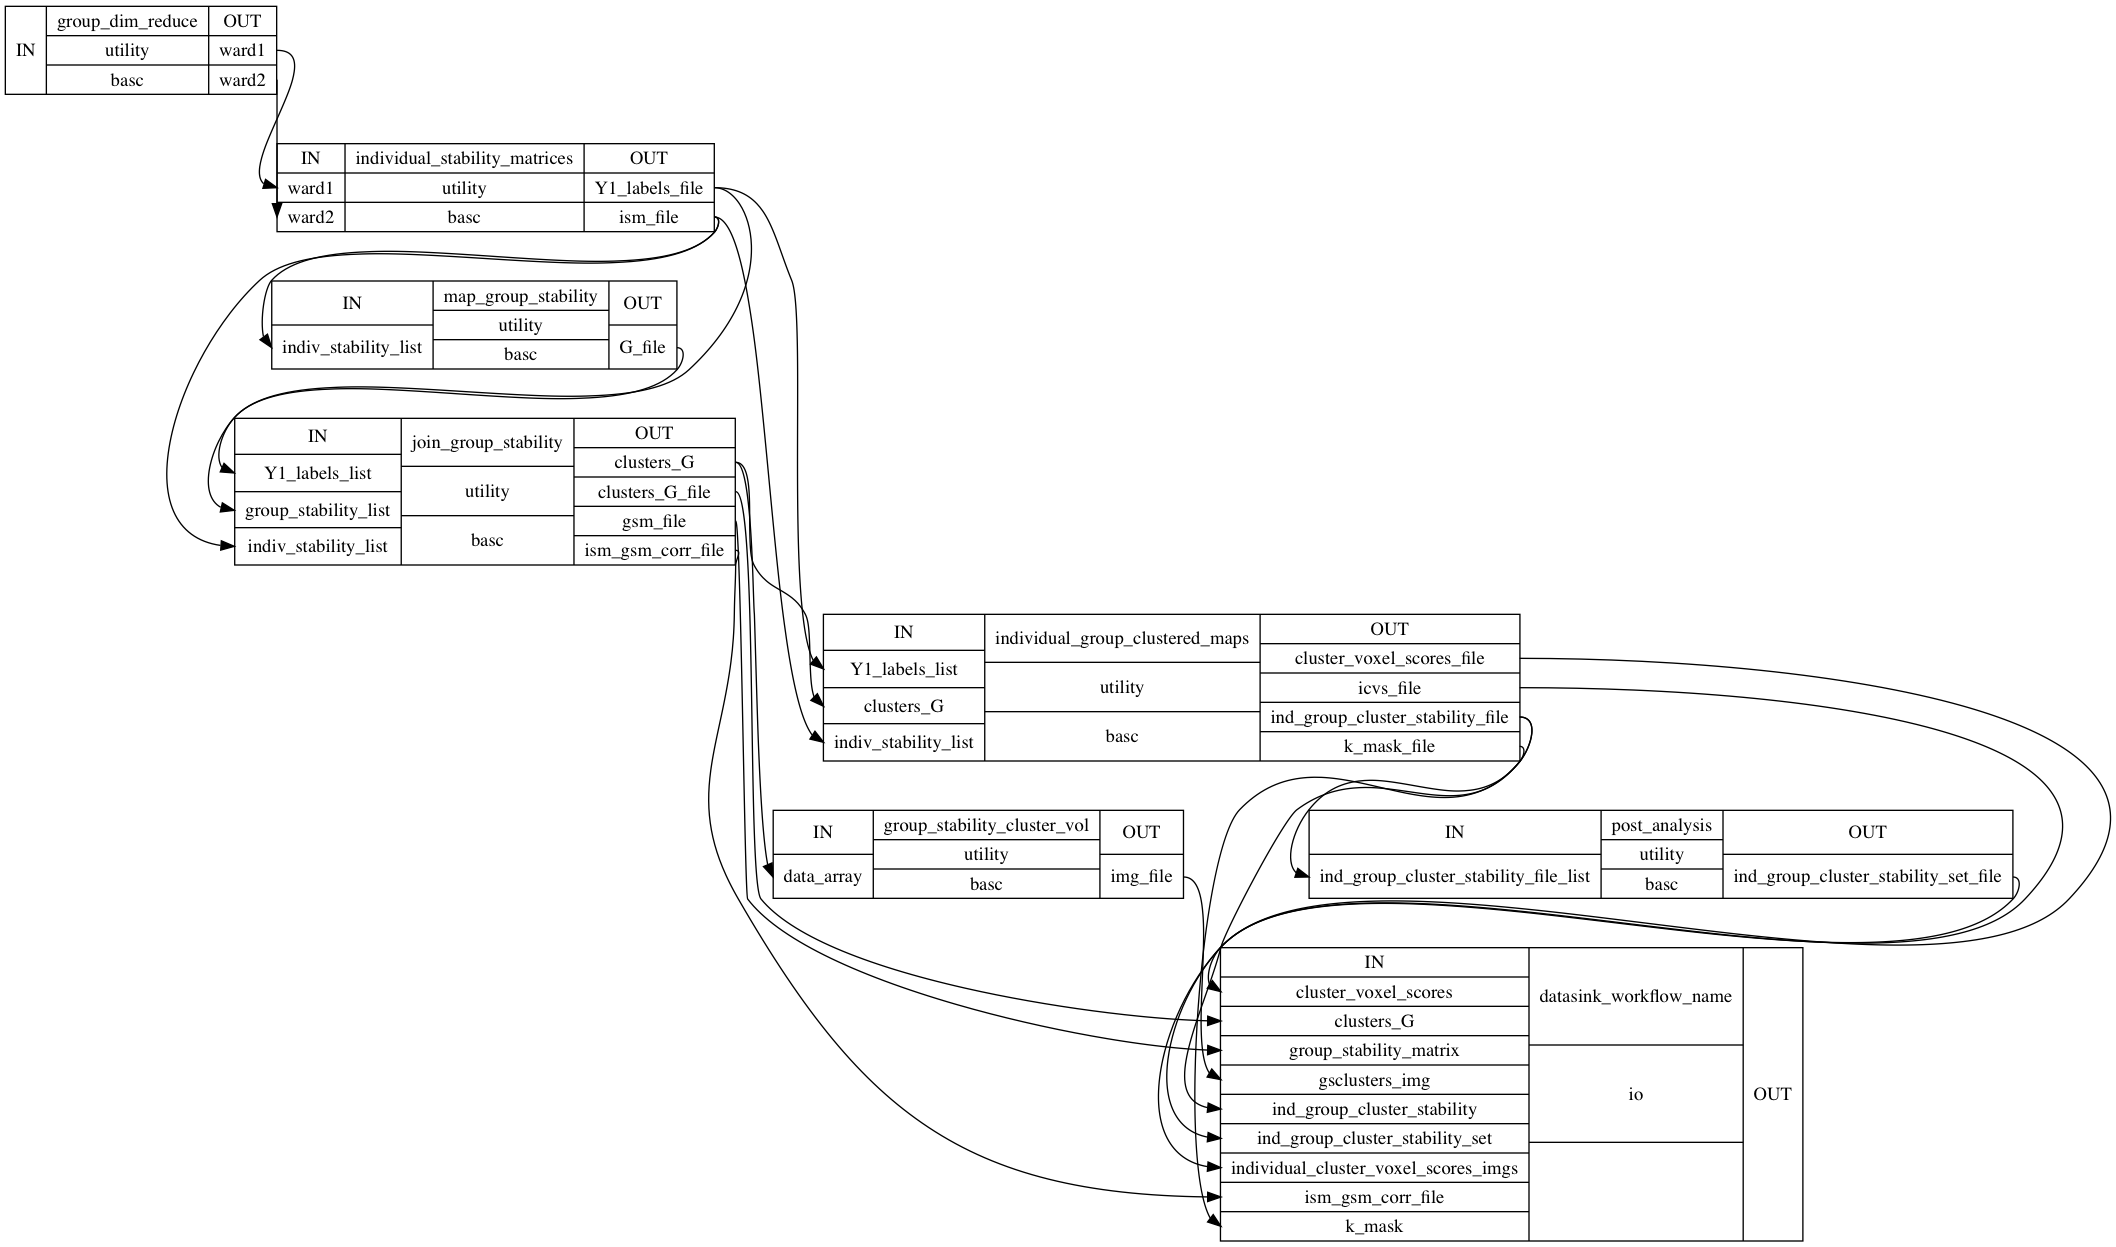 IN
group_dim_reduce
utility
basc
OUT
ward1
ward2
IN
ward1
ward2
individual_stability_matrices
utility
basc
OUT
Y1_labels_file
ism_file
IN
indiv_stability_list
map_group_stability
utility
basc
OUT
G_file
IN
Y1_labels_list
group_stability_list
indiv_stability_list
join_group_stability
utility
basc
OUT
clusters_G
clusters_G_file
gsm_file
ism_gsm_corr_file
IN
Y1_labels_list
clusters_G
indiv_stability_list
individual_group_clustered_maps
utility
basc
OUT
cluster_voxel_scores_file
icvs_file
ind_group_cluster_stability_file
k_mask_file
IN
data_array
group_stability_cluster_vol
utility
basc
OUT
img_file
IN
ind_group_cluster_stability_file_list
post_analysis
utility
basc
OUT
ind_group_cluster_stability_set_file
IN
cluster_voxel_scores
clusters_G
group_stability_matrix
gsclusters_img
ind_group_cluster_stability
ind_group_cluster_stability_set
individual_cluster_voxel_scores_imgs
ism_gsm_corr_file
k_mask
datasink_workflow_name
io
OUT